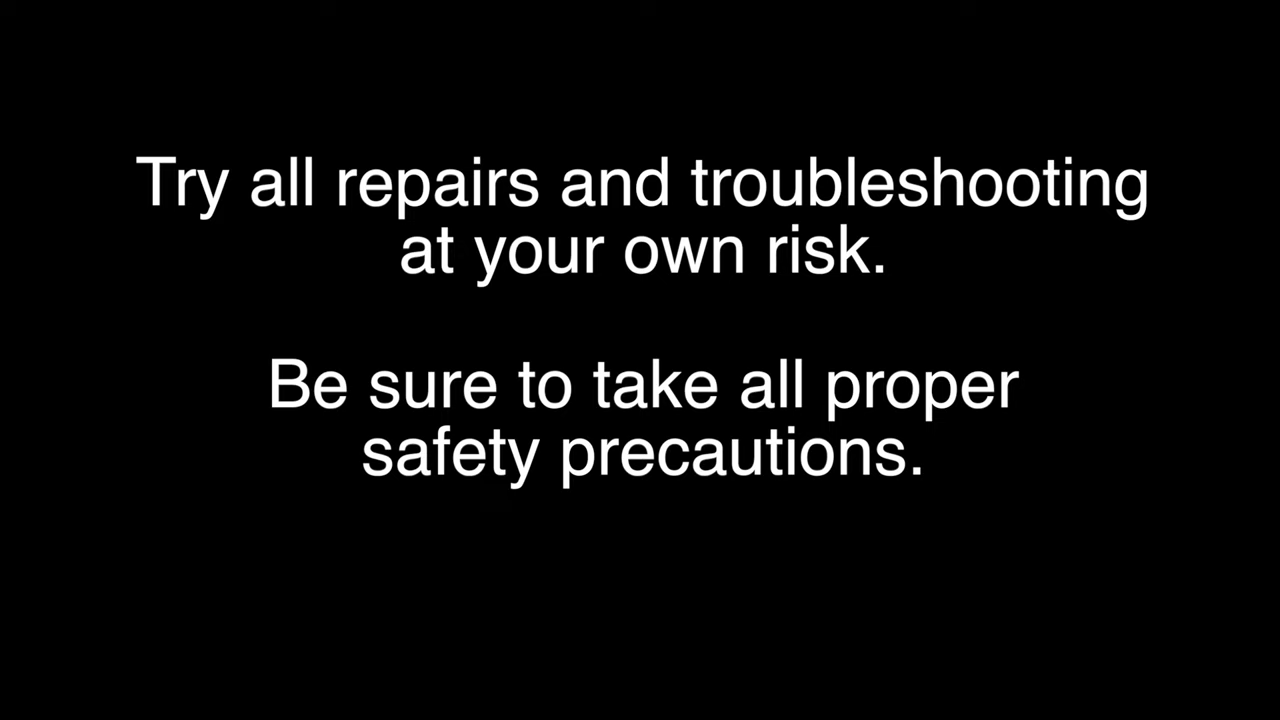 Try all repairs and troubleshooting
at your own risk.
Be sure to take all proper
safety precautions.